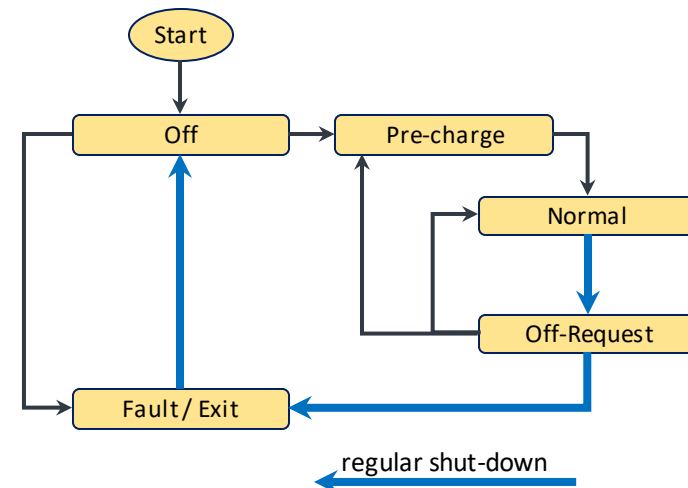 Start
Off
Pre-charge
Normal
Off-Request
Fault / Exit
regular shut-down